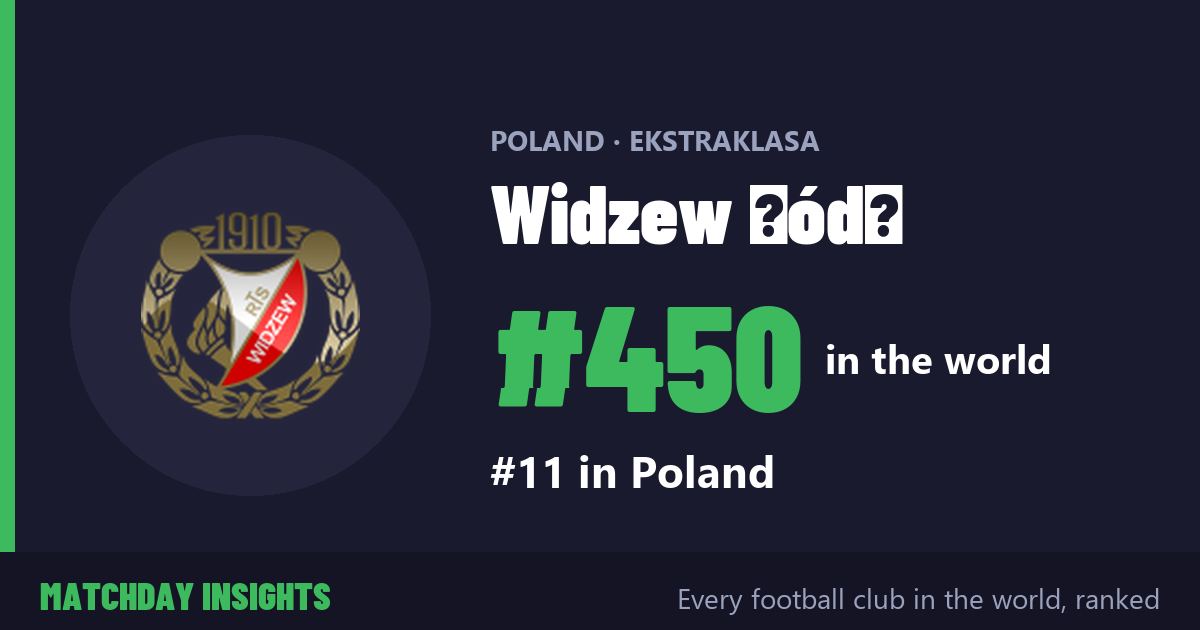 POLAND · EKSTRAKLASA
Widzew �ód�
#450 in the world
#11 in Poland
1910
RTS
WIDZEW
MATCHDAY INSIGHTS
Every football club in the world, ranked